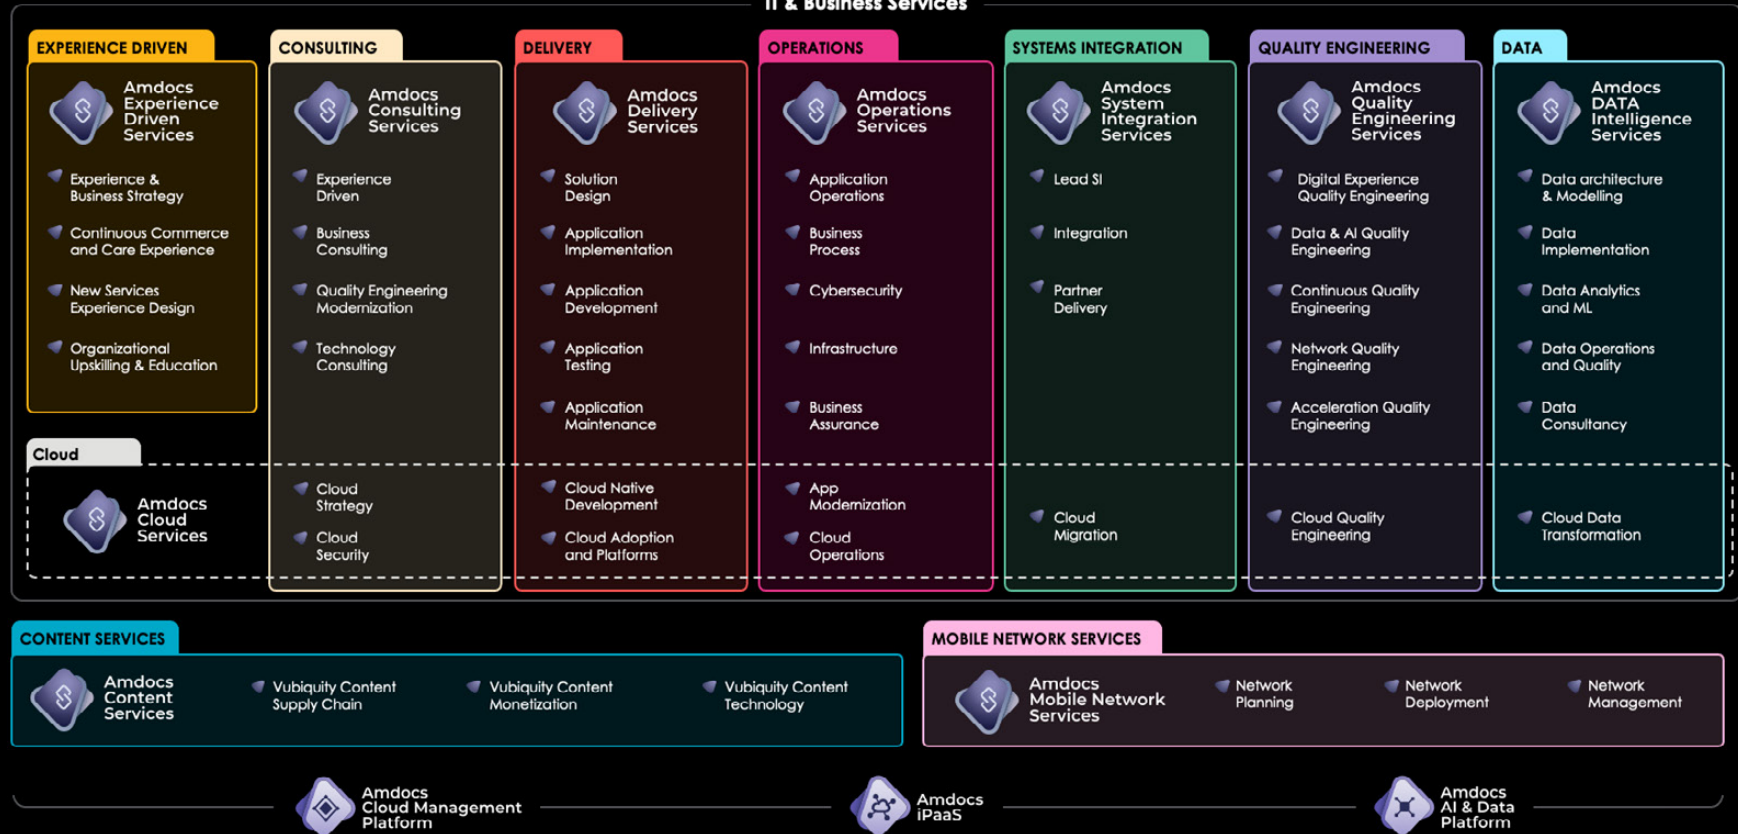 IT & Business Services
EXPERIENCE DRIVEN
Amdocs
Experience
Driven
Services
Experience &
Business Strategy
Continuous Commerce
and Care Experience
New Services
Experience Design
Organizational
Upskilling & Education
CONSULTING
Amdocs
Consulting
Services
Experience
Driven
Business
Consulting
Quality Engineering
Modernization
Technology
Consulting
DELIVERY
Amdocs
Delivery
Services
Solution
Design
Application
Implementation
Application
Development
Application
Testing
Application
Maintenance
OPERATIONS
Amdocs
Operations
Services
Application
Operations
Business
Process
Cybersecurity
Infrastructure
Business
Assurance
SYSTEMS INTEGRATION
Amdocs
System
Integration
Services
Lead SI
Integration
Partner
Delivery
QUALITY ENGINEERING
Amdocs
Quality
Engineering
Services
Digital Experience
Quality Engineering
Data & AI Quality
Engineering
Continuous Quality
Engineering
Network Quality
Engineering
Acceleration Quality
Engineering
DATA
Amdocs
DATA
Intelligence
Services
Data architecture
& Modelling
Data
Implementation
Data Analytics
and ML
Data Operations
and Quality
Data
Consultancy
Cloud
Amdocs
Cloud
Services
Cloud
Strategy
Cloud
Security
Cloud Native
Development
Cloud Adoption
and Platforms
App
Modernization
Cloud
Operations
Cloud
Migration
Cloud Quality
Engineering
Cloud Data
Transformation
CONTENT SERVICES
Amdocs
Content
Services
Vubiquity Content
Supply Chain
Vubiquity Content
Monetization
Vubiquity Content
Technology
MOBILE NETWORK SERVICES
Amdocs
Mobile Network
Services
Network
Planning
Network
Deployment
Network
Management
Amdocs
Cloud Management
Platform
Amdocs
iPaaS
Amdocs
AI & Data
Platform